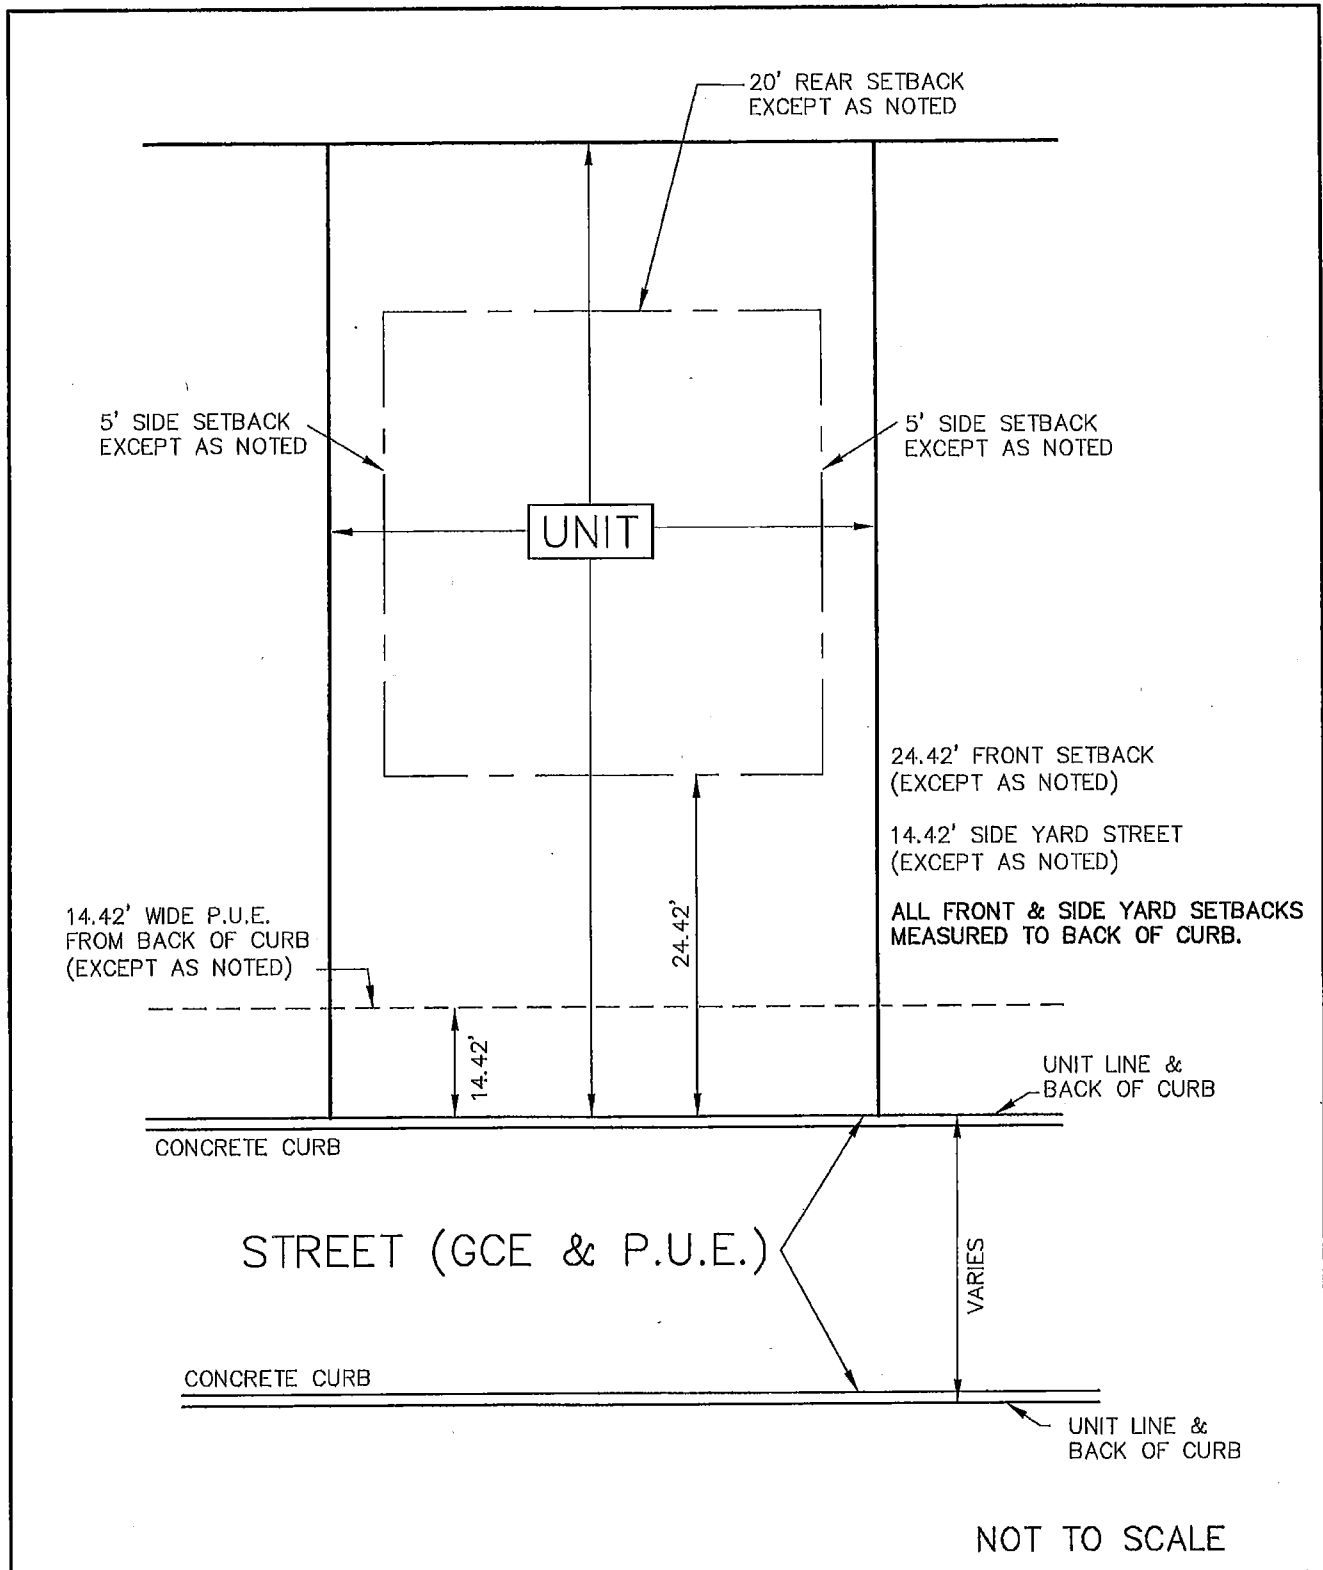 20' REAR SETBACK
EXCEPT AS NOTED
5' SIDE SETBACK
EXCEPT AS NOTED
5' SIDE SETBACK
EXCEPT AS NOTED
UNIT
24.42' FRONT SETBACK
(EXCEPT AS NOTED)
14.42' SIDE YARD STREET
(EXCEPT AS NOTED)
ALL FRONT & SIDE YARD SETBACKS
MEASURED TO BACK OF CURB.
14.42' WIDE P.U.E.
FROM BACK OF CURB
(EXCEPT AS NOTED)
24.42'
14.42'
UNIT LINE &
BACK OF CURB
CONCRETE CURB
STREET (GCE & P.U.E.)
VARIES
CONCRETE CURB
UNIT LINE &
BACK OF CURB
NOT TO SCALE